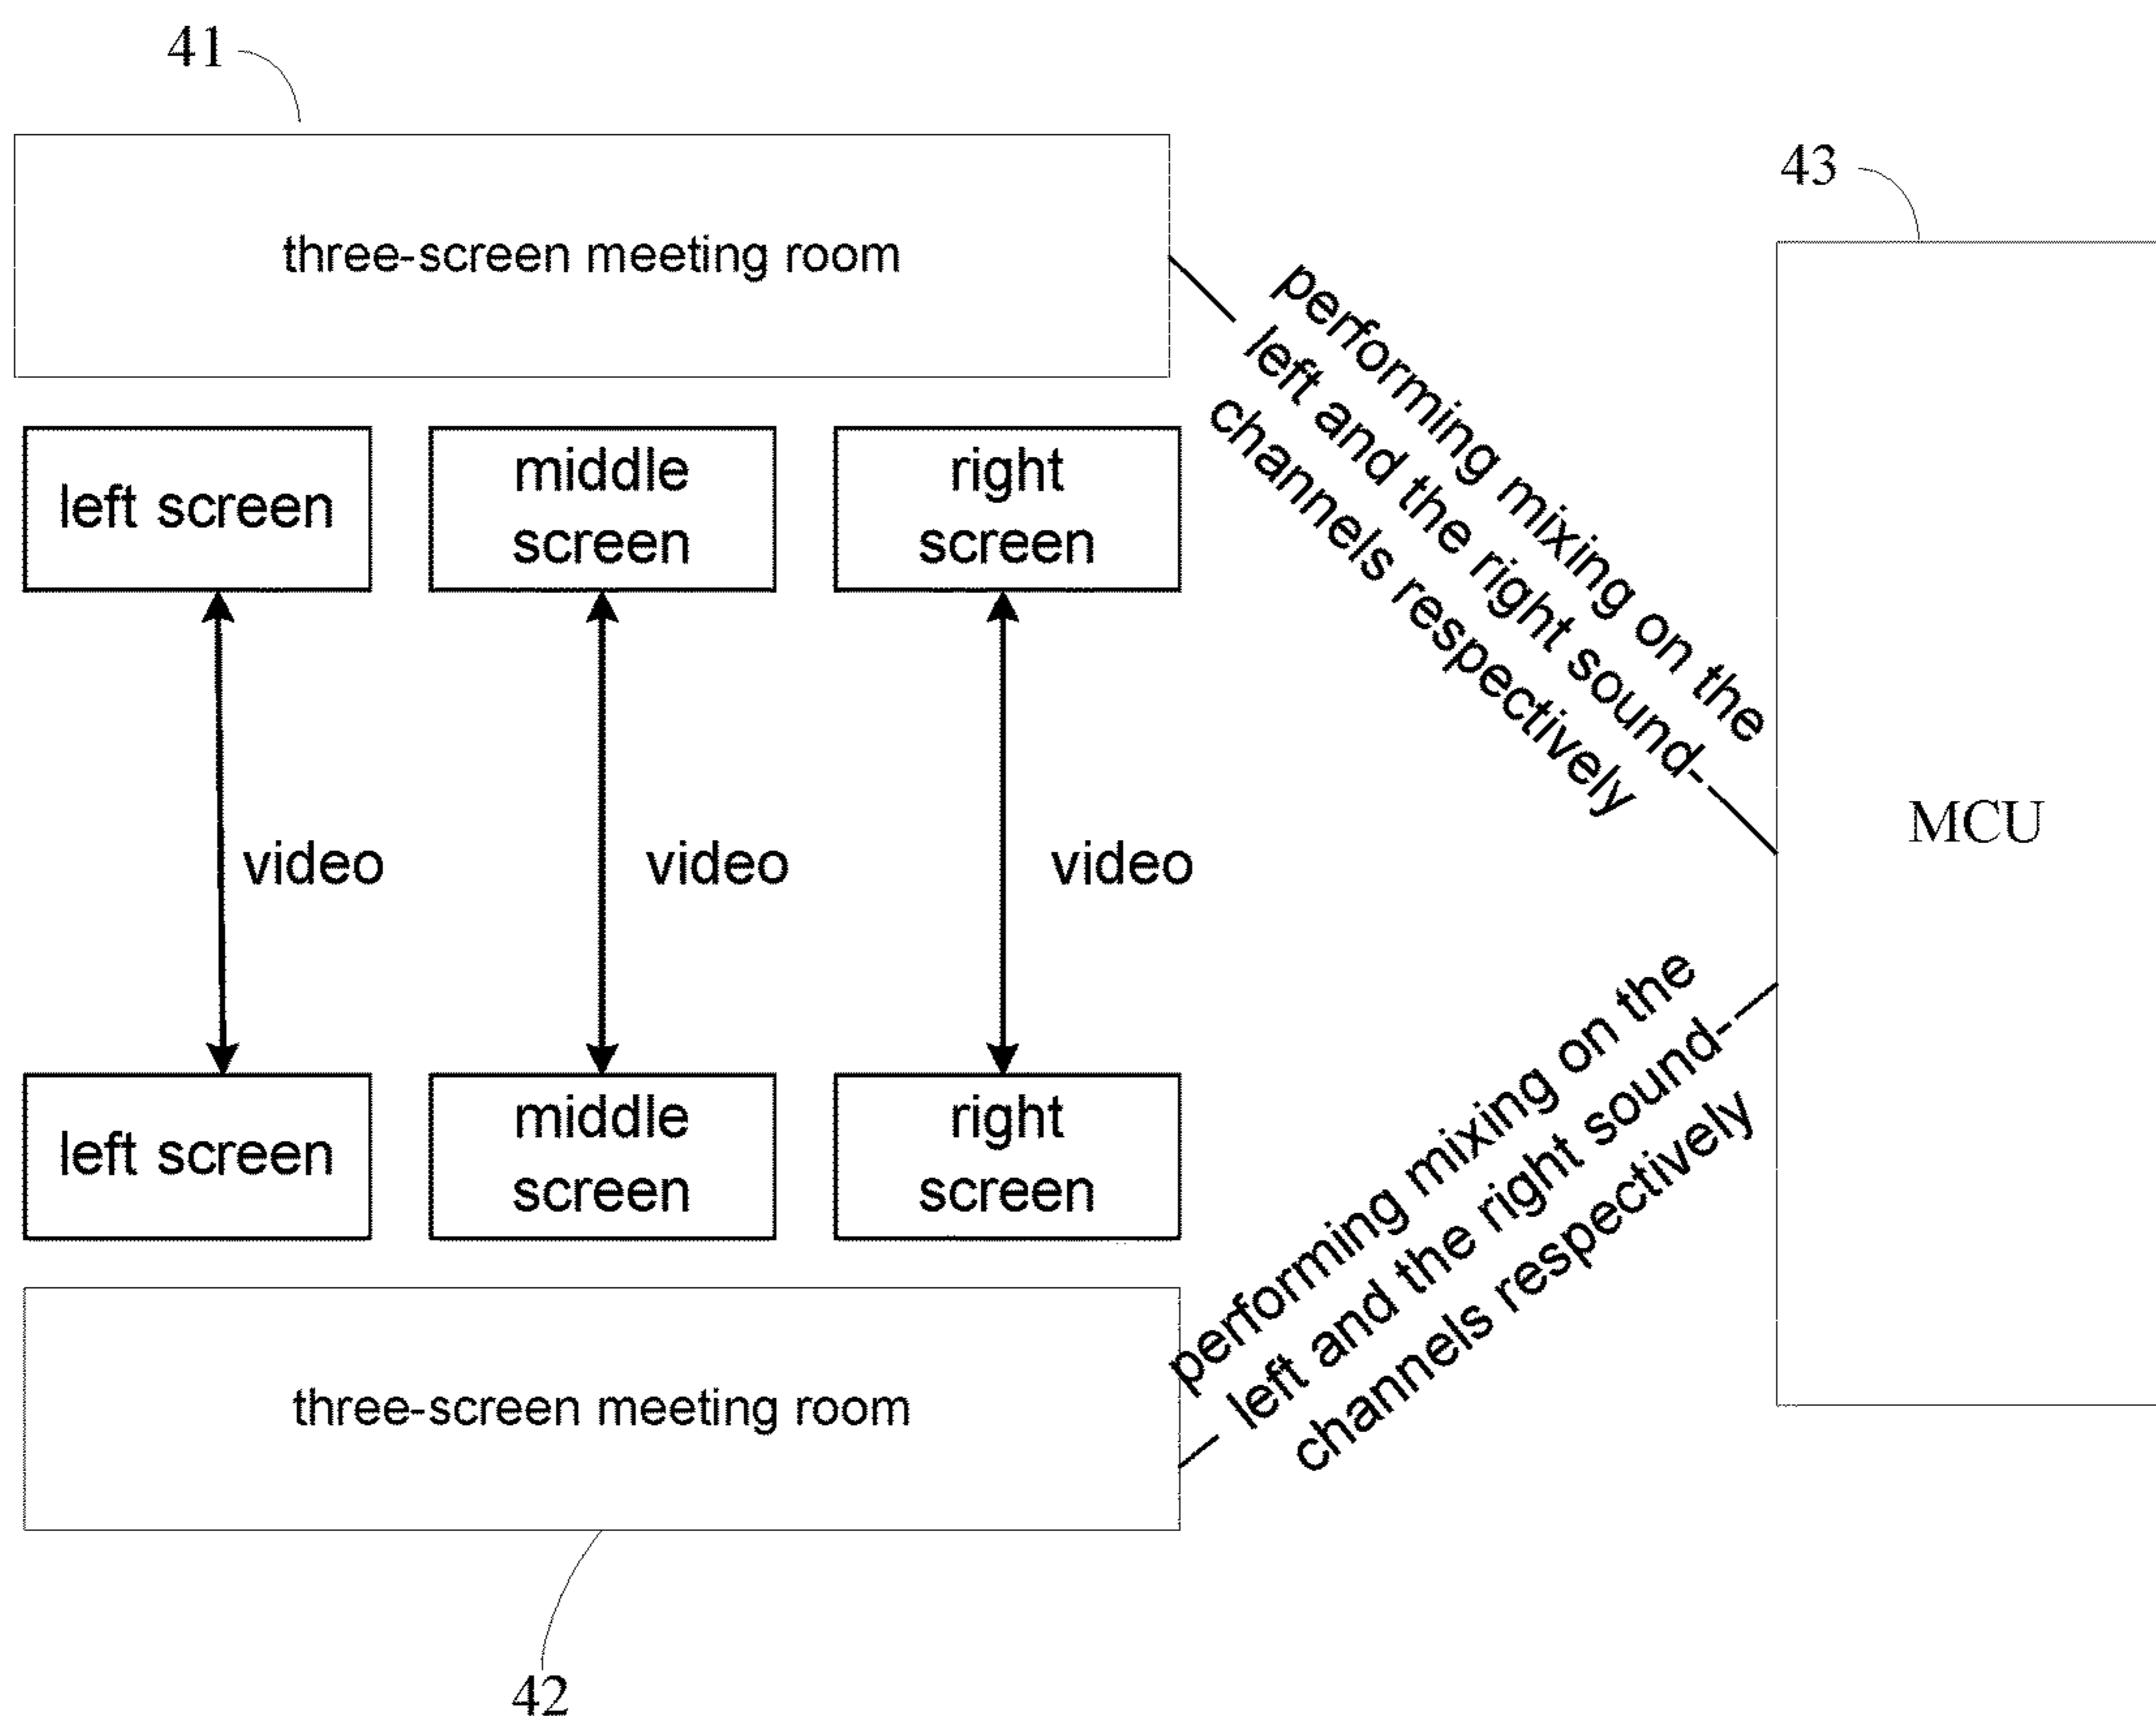 41
three-screen meeting room
43
performing mixing on the
left and the right sound
channels respectively
left screen
middle
screen
right
screen
MCU
video
video
video
left screen
middle
screen
right
screen
performing mixing on the
left and the right sound
channels respectively
three-screen meeting room
42